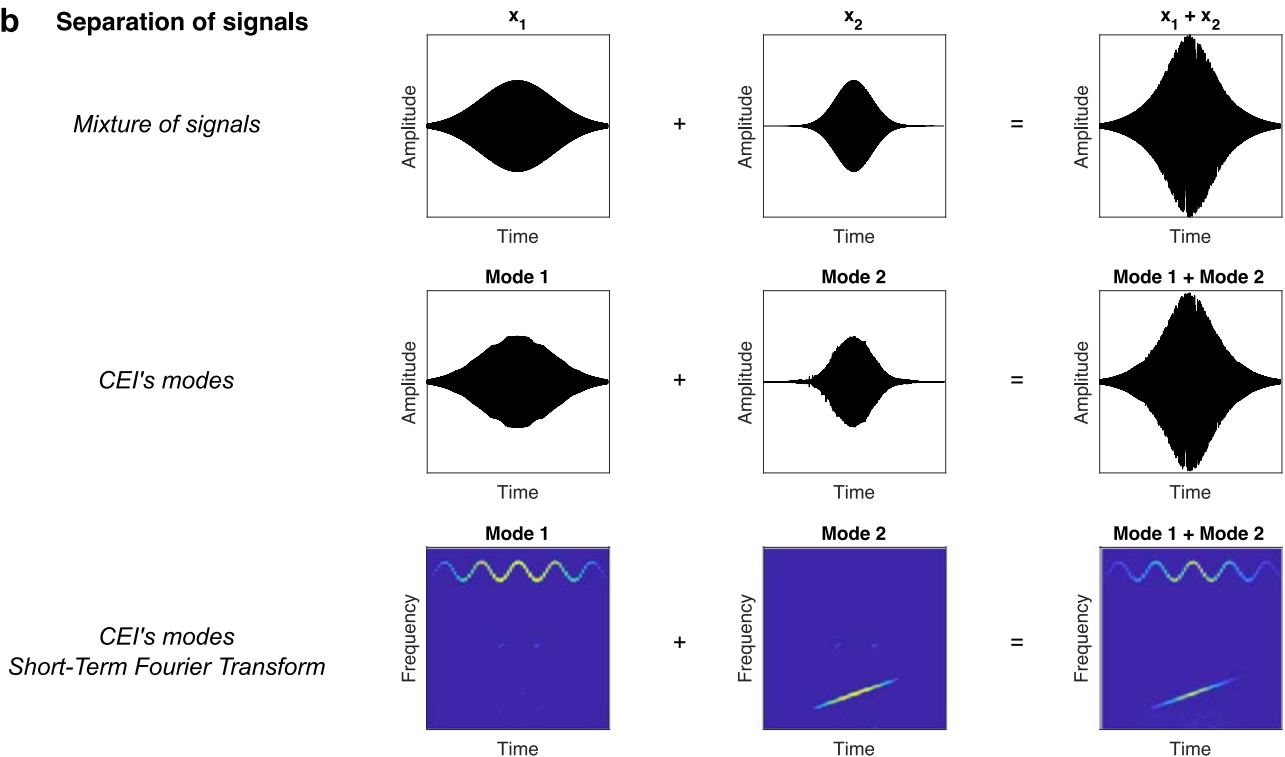 b Separation of signals
x1
x2
x1 + x2
Mixture of signals
Amplitude
+
Amplitude
=
Amplitude
Time
Time
Time
Mode 1
Mode 2
Mode 1 + Mode 2
CEI's modes
Amplitude
+
Amplitude
=
Amplitude
Time
Time
Time
Mode 1
Mode 2
Mode 1 + Mode 2
CEI's modes
Short-Term Fourier Transform
Frequency
+
Frequency
=
Frequency
Time
Time
Time